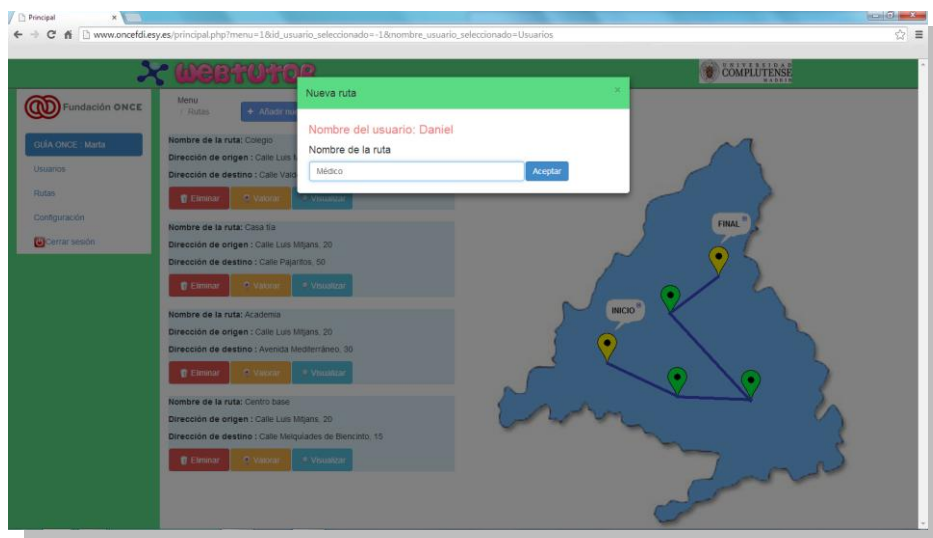 Principal
www.oncefdi.esy.es/principal.php?menu=1&id_usuario_seleccionado=-1&nombre_usuario_seleccionado=Usuarios
WEBTUTOR
UNIVERSIDAD
COMPLUTENSE
MADRID
Fundación ONCE
GUÍA ONCE : Marta
Usuarios
Rutas
Configuración
Cerrar sesión
Menu
/ Rutas
+ Añadir
Nueva ruta
×
Nombre del usuario: Daniel
Nombre de la ruta
Médico
Aceptar
Nombre de la ruta: Colegio
Dirección de origen : Calle Luis
Dirección de destino : Calle
Eliminar Valorar Visualizar
Nombre de la ruta: Casa tía
Dirección de origen : Calle Luis Mitjans, 20
Dirección de destino : Calle Pajaritos, 50
Eliminar Valorar Visualizar
Nombre de la ruta: Academia
Dirección de origen : Calle Luis Mitjans, 20
Dirección de destino : Avenida Mediterráneo, 30
Eliminar Valorar Visualizar
Nombre de la ruta: Centro base
Dirección de origen : Calle Luis Mitjans, 20
Dirección de destino : Calle Melquiades de Biencinto, 15
Eliminar Valorar Visualizar
FINAL
INICIO